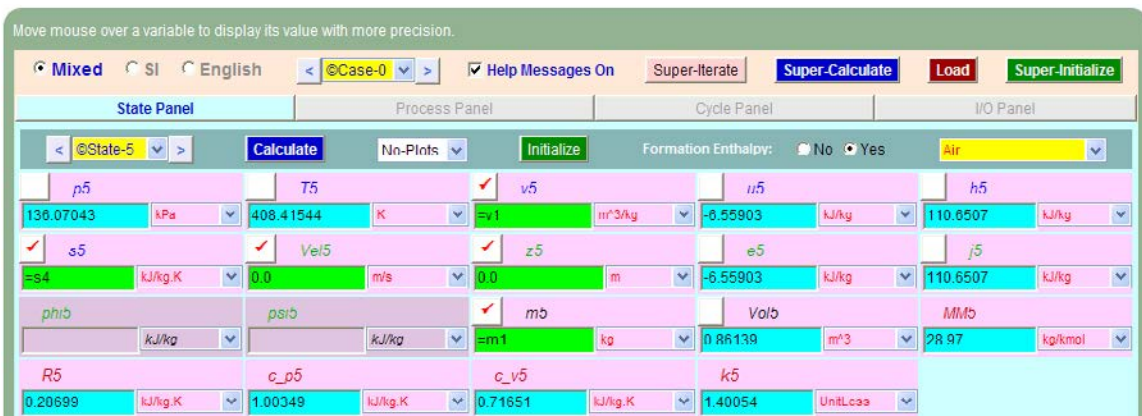 Move mouse over a variable to display its value with more precision.
Mixed SI English < ©Case-0 > Help Messages On Super-Iterate Super-Calculate Load Super-Initialize
State Panel Process Panel Cycle Panel I/O Panel
< ©State-5 > Calculate No-Plots Initialize Formation Enthalpy: No Yes Air
p5 T5 v5 u5 h5
136.07043 kPa 408.41544 K =v1 m^3/kg -6.55903 kJ/kg 110.6507 kJ/kg
s5 Vel5 z5 e5 j5
=s4 kJ/kg.K 0.0 m/s 0.0 m -6.55903 kJ/kg 110.6507 kJ/kg
phi5 psi5 m5 Vol5 MM5
kJ/kg kJ/kg =m1 kg 0.86139 m^3 28.97 kg/kmol
R5 c_p5 c_v5 k5
0.20699 kJ/kg.K 1.00349 kJ/kg.K 0.71651 kJ/kg.K 1.40054 UnitLess